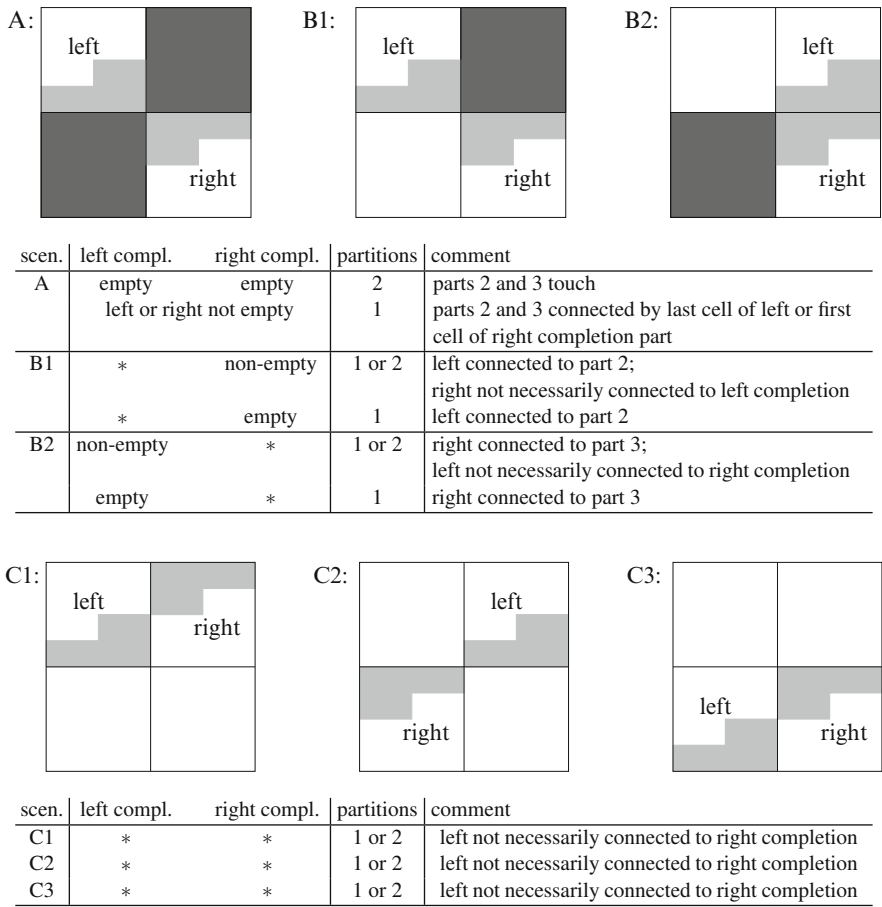 A: B1: B2:
left left left
right right right
scen. left compl. right compl. partitions comment
A empty empty 2 parts 2 and 3 touch
left or right not empty 1 parts 2 and 3 connected by last cell of left or first
cell of right completion part
B1 * non-empty 1 or 2 left connected to part 2;
right not necessarily connected to left completion
* empty 1 left connected to part 2
B2 non-empty * 1 or 2 right connected to part 3;
left not necessarily connected to right completion
empty * 1 right connected to part 3
C1: C2: C3:
left left
right
right left right
scen. left compl. right compl. partitions comment
C1 * * 1 or 2 left not necessarily connected to right completion
C2 * * 1 or 2 left not necessarily connected to right completion
C3 * * 1 or 2 left not necessarily connected to right completion